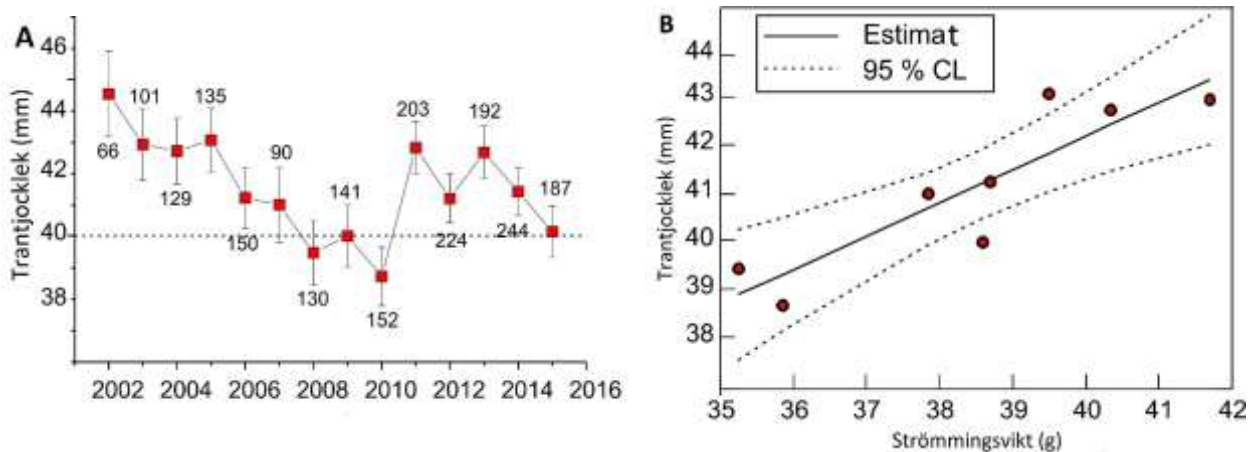 A
Trantjocklek (mm)
46
44
42
40
38
66
101
129
135
150
90
130
141
152
203
224
192
244
187
2002 2004 2006 2008 2010 2012 2014 2016
B
Trantjocklek (mm)
44
43
42
41
40
39
38
Estimat
95 % CL
35 36 38 39 40 41 42
Strömmingsvikt (g)